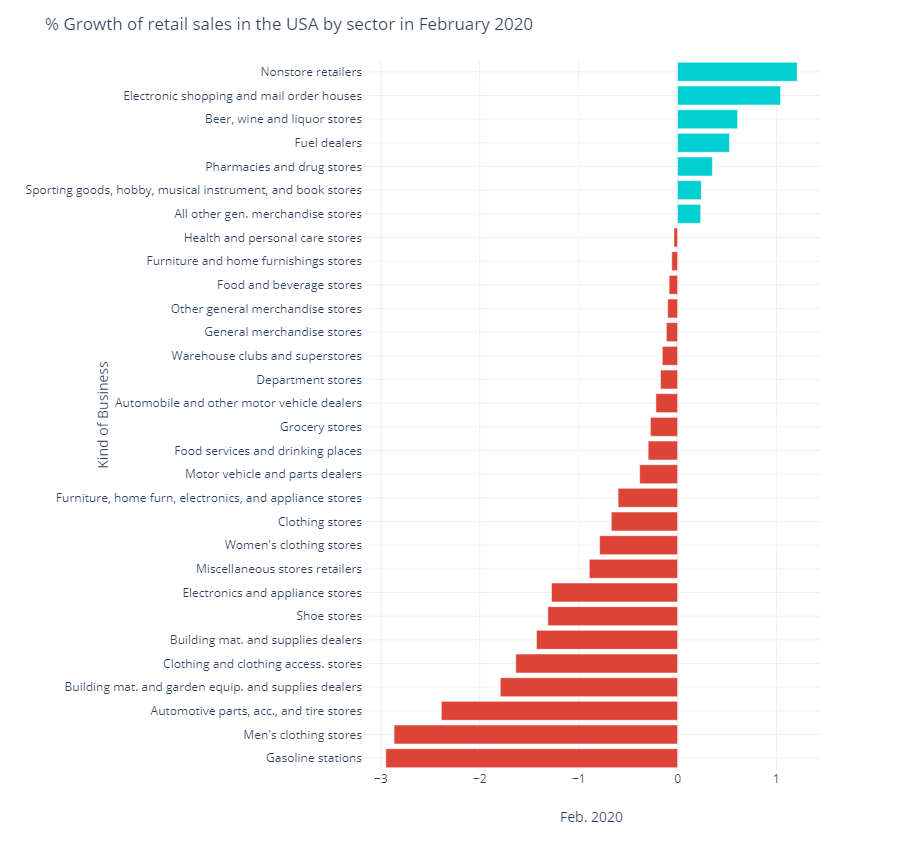 % Growth of retail sales in the USA by sector in February 2020
Nonstore retailers
Electronic shopping and mail order houses
Beer, wine and liquor stores
Fuel dealers
Pharmacies and drug stores
Sporting goods, hobby, musical instrument, and book stores
All other gen. merchandise stores
Health and personal care stores
Furniture and home furnishings stores
Food and beverage stores
Other general merchandise stores
General merchandise stores
Warehouse clubs and superstores
Department stores
Automobile and other motor vehicle dealers
Grocery stores
Food services and drinking places
Motor vehicle and parts dealers
Furniture, home furn, electronics, and appliance stores
Clothing stores
Women's clothing stores
Miscellaneous stores retailers
Electronics and appliance stores
Shoe stores
Building mat. and supplies dealers
Clothing and clothing access. stores
Building mat. and garden equip. and supplies dealers
Automotive parts, acc., and tire stores
Men's clothing stores
Gasoline stations
Kind of Business
−3 −2 −1 0 1
Feb. 2020